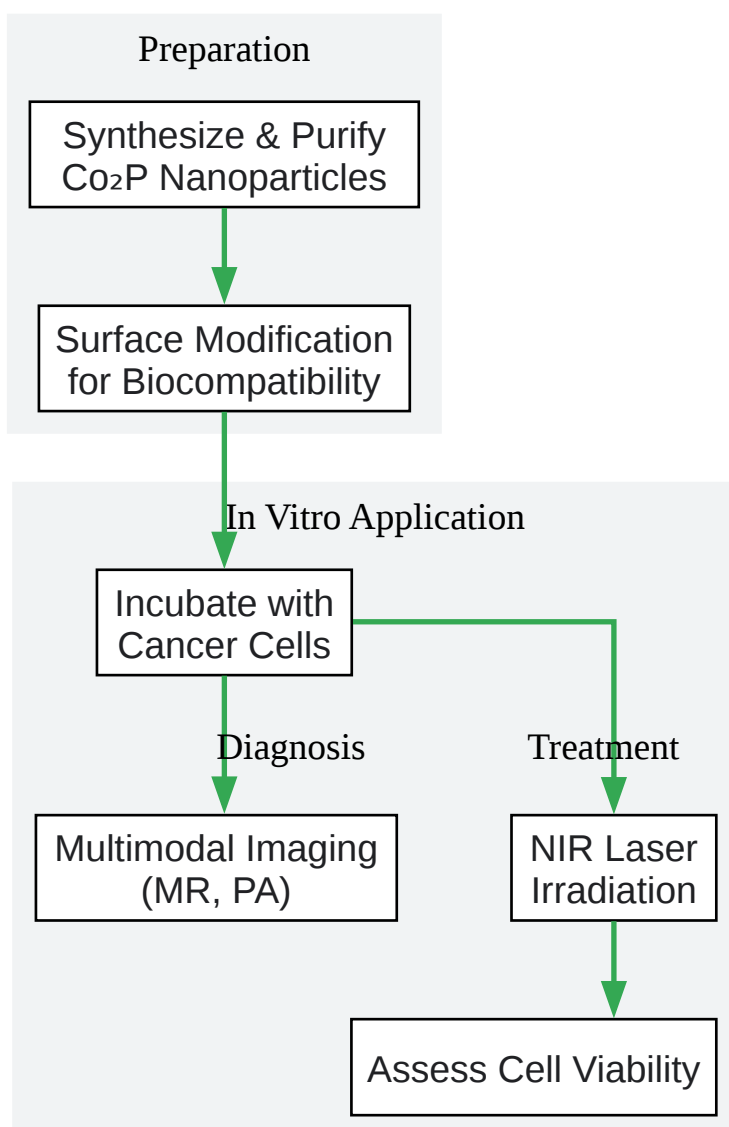 Preparation
Synthesize & Purify
Co₂P Nanoparticles
Surface Modification
for Biocompatibility
In Vitro Application
Incubate with
Cancer Cells
Diagnosis
Treatment
Multimodal Imaging
(MR, PA)
NIR Laser
Irradiation
Assess Cell Viability